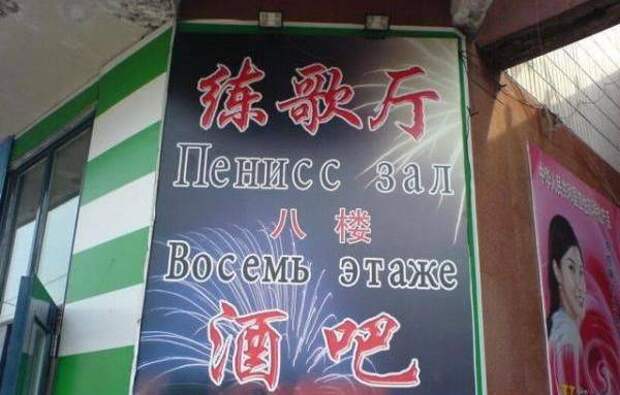 练歌厅
Пенисс зал
八楼
Восемь этаже
酒吧